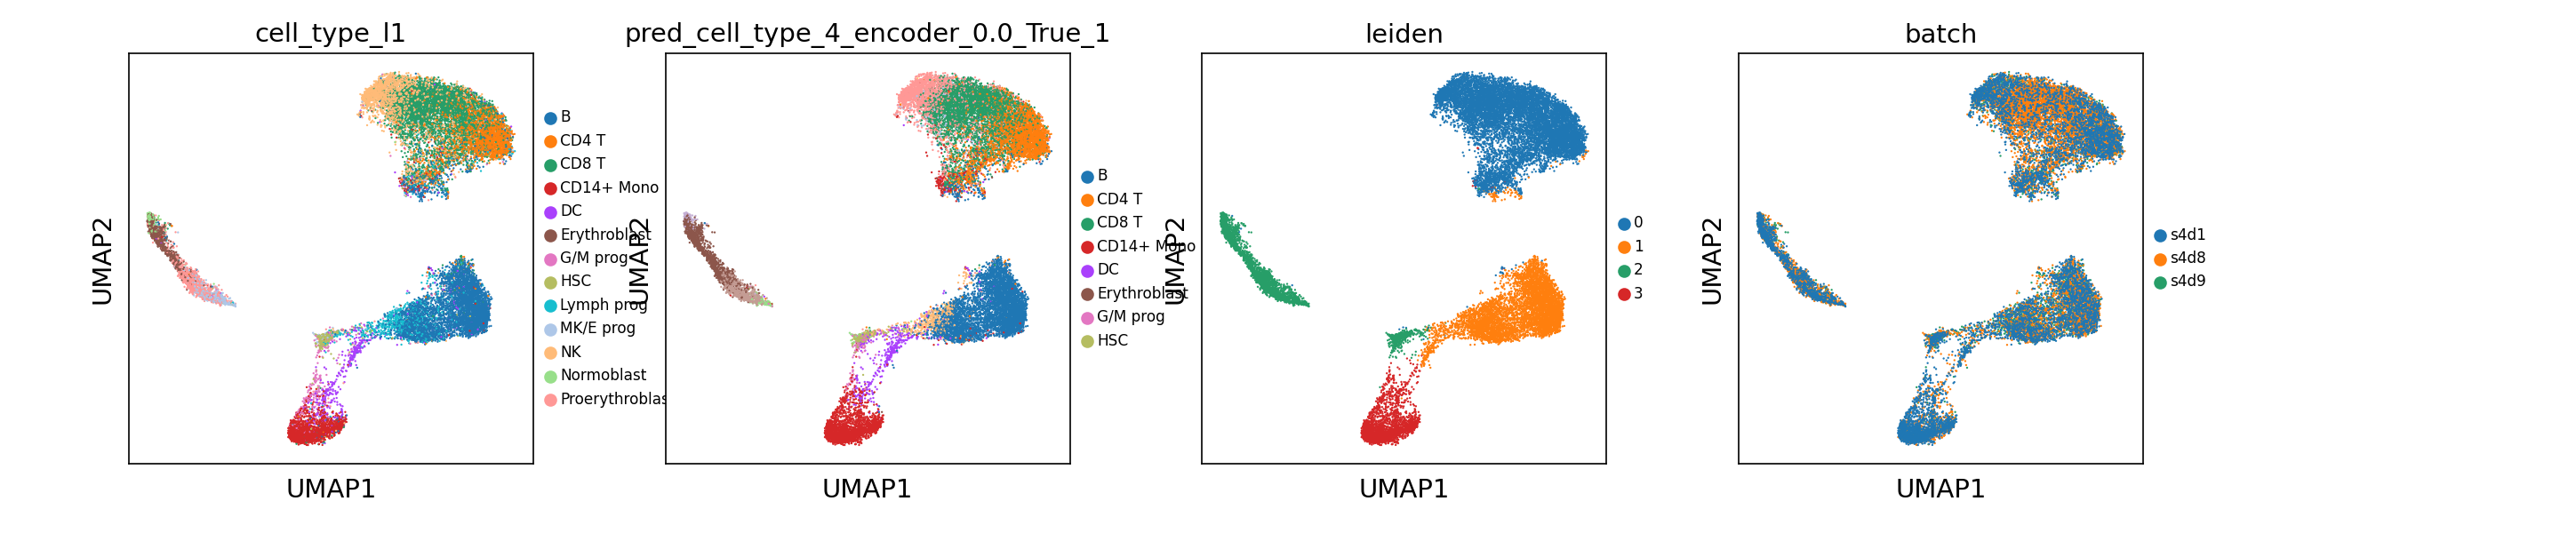 cell_type_l1
UMAP2
UMAP1
B
CD4 T
CD8 T
CD14+ Mono
DC
Erythroblast
G/M prog
HSC
Lymph prog
MK/E prog
NK
Normoblast
Proerythroblas
pred_cell_type_4_encoder_0.0_True_1
UMAP2
UMAP1
B
CD4 T
CD8 T
CD14+ Mono
DC
Erythroblast
G/M prog
HSC
leiden
UMAP2
UMAP1
0
1
2
3
batch
UMAP2
UMAP1
s4d1
s4d8
s4d9